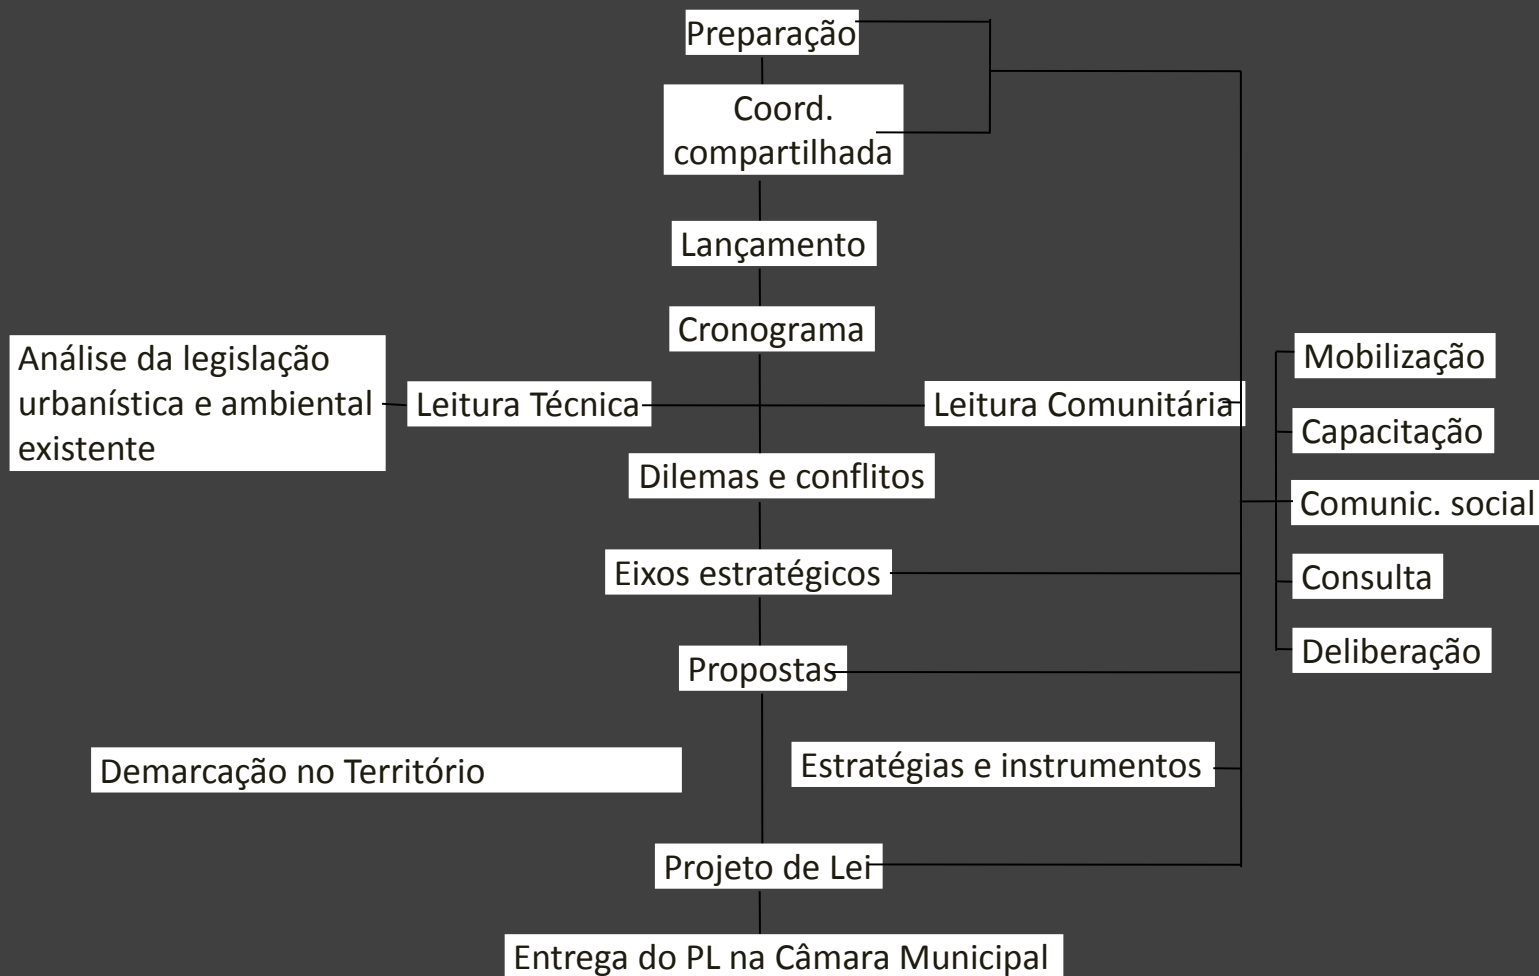 Preparação
Coord.
compartilhada
Lançamento
Cronograma
Análise da legislação
urbanística e ambiental
existente
Leitura Técnica
Leitura Comunitária
Dilemas e conflitos
Eixos estratégicos
Propostas
Demarcação no Território
Estratégias e instrumentos
Projeto de Lei
Entrega do PL na Câmara Municipal
Mobilização
Capacitação
Comunic. social
Consulta
Deliberação